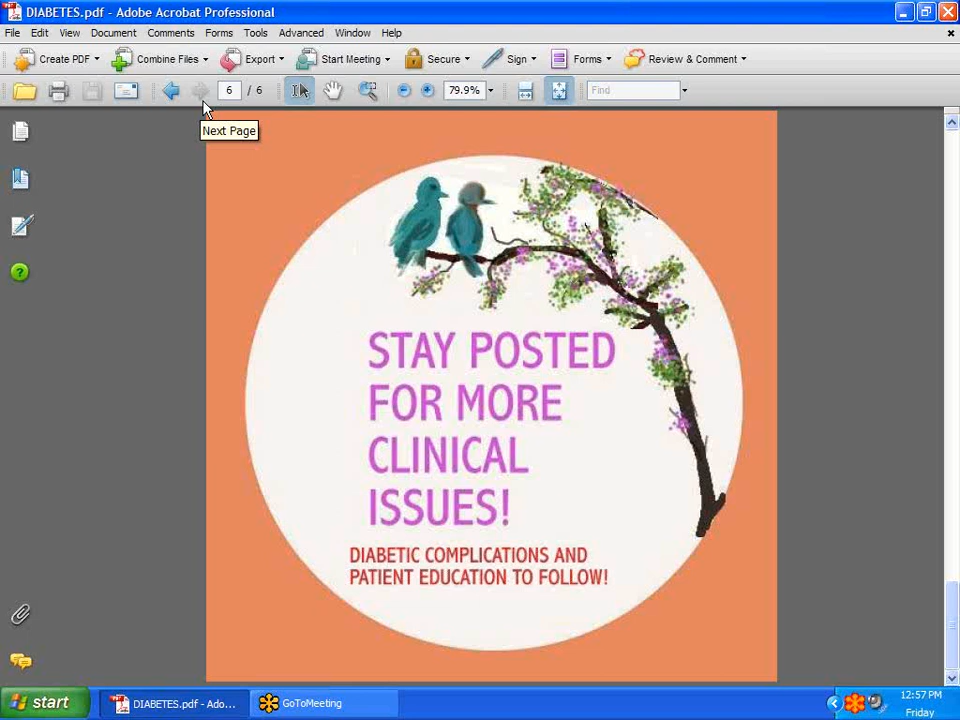 DIABETES.pdf - Adobe Acrobat Professional
File Edit View Document Comments Forms Tools Advanced Window Help
Create PDF Combine Files Export Start Meeting Secure Sign Forms Review & Comment
6 / 6 79.9% Find
Next Page
STAY POSTED
FOR MORE
CLINICAL
ISSUES!
DIABETIC COMPLICATIONS AND
PATIENT EDUCATION TO FOLLOW!
start DIABETES.pdf - Ado... GoToMeeting 12:57 PM
Friday